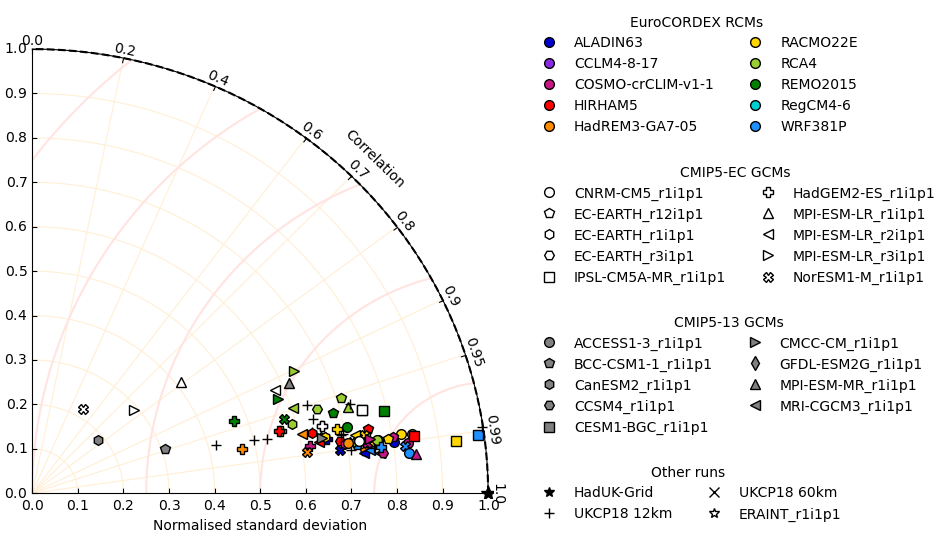 0.0
0.2
0.4
0.6
Correlation
0.7
0.8
0.9
0.95
0.99
1.0
1.0
0.9
0.8
0.7
0.6
0.5
0.4
0.3
0.2
0.1
0.0
0.0 0.1 0.2 0.3 0.4 0.5 0.6 0.7 0.8 0.9 1.0
Normalised standard deviation
EuroCORDEX RCMs
ALADIN63 RACMO22E
CCLM4-8-17 RCA4
COSMO-crCLIM-v1-1 REMO2015
HIRHAM5 RegCM4-6
HadREM3-GA7-05 WRF381P
CMIP5-EC GCMs
CNRM-CM5_r1i1p1 HadGEM2-ES_r1i1p1
EC-EARTH_r12i1p1 MPI-ESM-LR_r1i1p1
EC-EARTH_r1i1p1 MPI-ESM-LR_r2i1p1
EC-EARTH_r3i1p1 MPI-ESM-LR_r3i1p1
IPSL-CM5A-MR_r1i1p1 NorESM1-M_r1i1p1
CMIP5-13 GCMs
ACCESS1-3_r1i1p1 CMCC-CM_r1i1p1
BCC-CSM1-1_r1i1p1 GFDL-ESM2G_r1i1p1
CanESM2_r1i1p1 MPI-ESM-MR_r1i1p1
CCSM4_r1i1p1 MRI-CGCM3_r1i1p1
CESM1-BGC_r1i1p1
Other runs
HadUK-Grid UKCP18 60km
UKCP18 12km ERAINT_r1i1p1